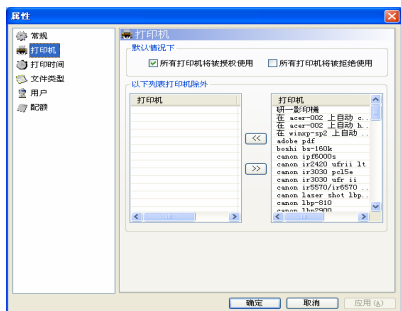 属性
常规
打印机
打印时间
文件类型
用户
配额
打印机
默认情况下
所有打印机将被授权使用
所有打印机将被拒绝使用
以下列表打印机除外
打印机
<<
>>
打印机
研一影印機
在 acer-002 上自动 c..
在 acer-002 上自动 h..
在 winxp-sp2 上自动 ..
adobe pdf
boshi bs-160k
canon ipf6000s
canon ir2420 ufrii lt
canon ir3030 pcl5e
canon ir3030 ufr ii
canon ir5570/ir6570 ..
canon laser shot lbp..
canon lbp-810
canon lbp2900
确定
取消
应用(A)